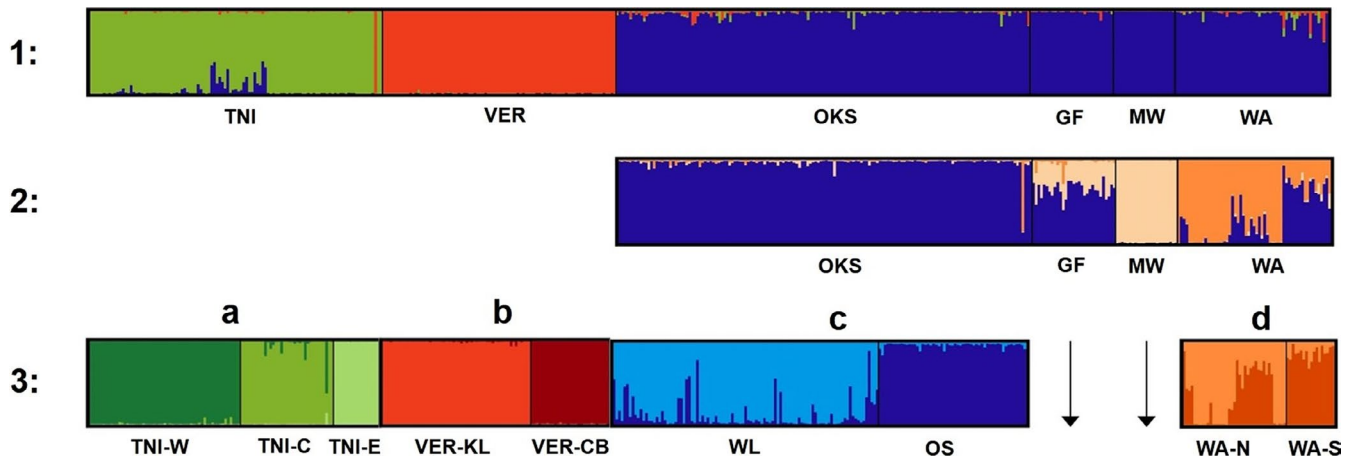 1:
TNI VER OKS GF MW WA
2:
OKS GF MW WA
a b c d
3:
TNI-W TNI-C TNI-E VER-KL VER-CB WL OS WA-N WA-S